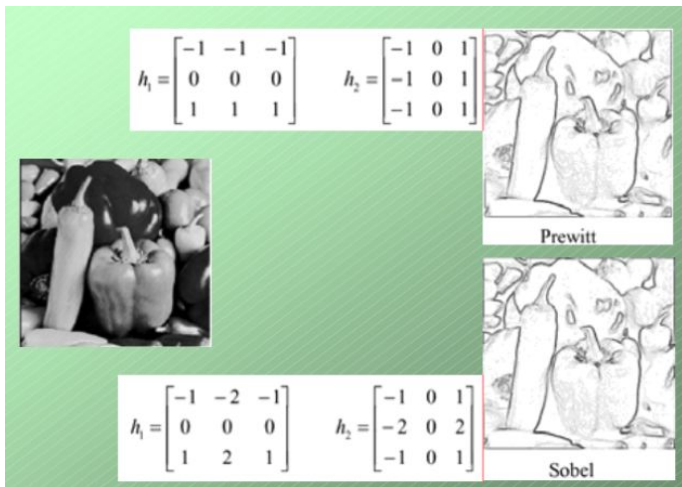 h₁ = [−1 −1 −1
0 0 0
1 1 1]
h₂ = [−1 0 1
−1 0 1
−1 0 1]
Prewitt
h₁ = [−1 −2 −1
0 0 0
1 2 1]
h₂ = [−1 0 1
−2 0 2
−1 0 1]
Sobel